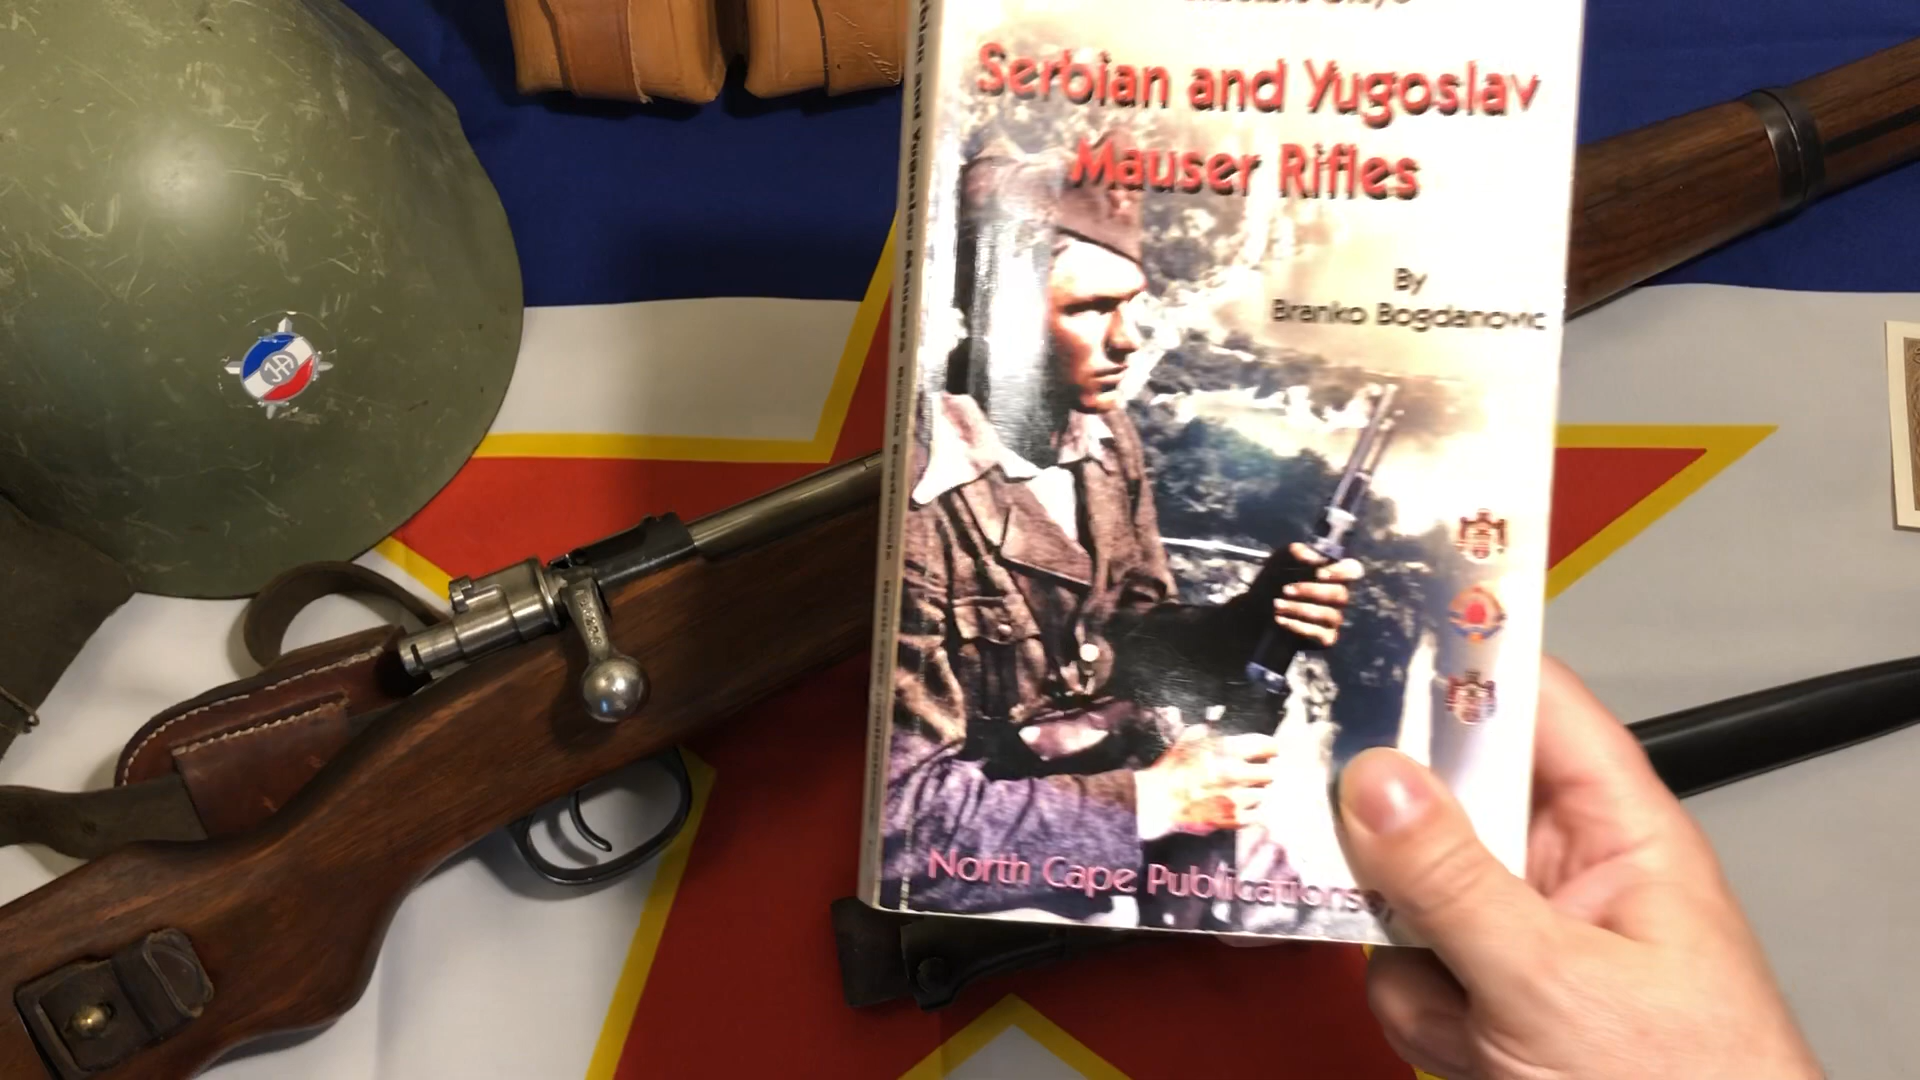 Serbian and Yugoslav
Mauser Rifles
By
Branko Bogdanovic
North Cape Publications